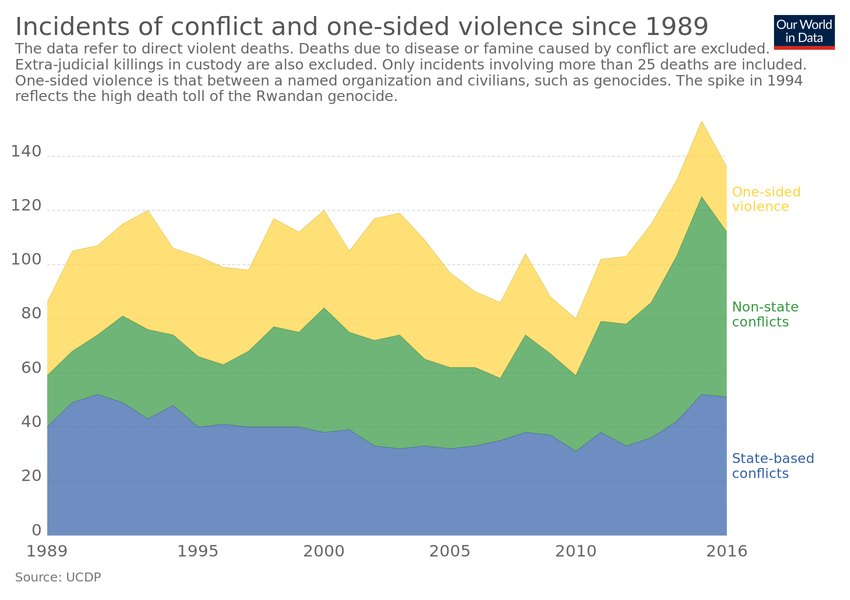 Incidents of conflict and one-sided violence since 1989
Our World
in Data
The data refer to direct violent deaths. Deaths due to disease or famine caused by conflict are excluded.
Extra-judicial killings in custody are also excluded. Only incidents involving more than 25 deaths are included.
One-sided violence is that between a named organization and civilians, such as genocides. The spike in 1994
reflects the high death toll of the Rwandan genocide.
140
120
100
80
60
40
20
0
One-sided
violence
Non-state
conflicts
State-based
conflicts
1989 1995 2000 2005 2010 2016
Source: UCDP